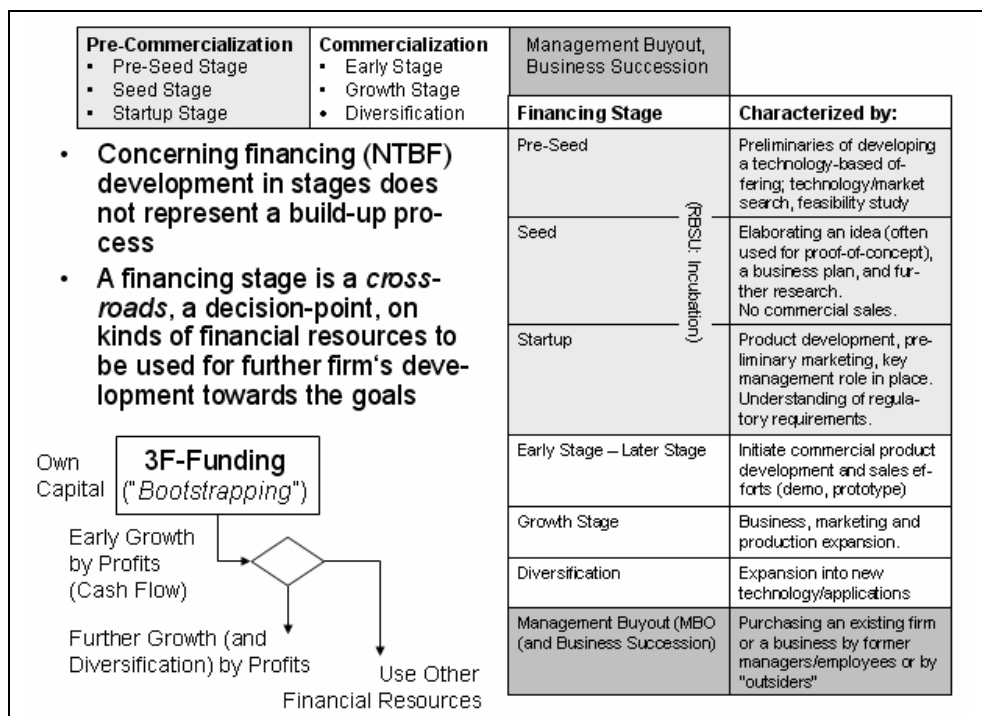 Pre-Commercialization
▪ Pre-Seed Stage
▪ Seed Stage
▪ Startup Stage
Commercialization
▪ Early Stage
▪ Growth Stage
• Diversification
Management Buyout,
Business Succession
• Concerning financing (NTBF)
development in stages does
not represent a build-up pro-
cess
• A financing stage is a cross-
roads, a decision-point, on
kinds of financial resources to
be used for further firm‘s deve-
lopment towards the goals
Own
Capital
3F-Funding
("Bootstrapping")
Early Growth
by Profits
(Cash Flow)
Further Growth (and
Diversification) by Profits
Use Other
Financial Resources
Financing Stage
Characterized by:
Pre-Seed
Preliminaries of developing
a technology-based of-
fering; technology/market
search, feasibility study
(RBSU: Incubation)
Seed
Elaborating an idea (often
used for proof-of-concept),
a business plan, and fur-
ther research.
No commercial sales.
Startup
Product development, pre-
liminary marketing, key
management role in place.
Understanding of regula-
tory requirements.
Early Stage – Later Stage
Initiate commercial product
development and sales ef-
forts (demo, prototype)
Growth Stage
Business, marketing and
production expansion.
Diversification
Expansion into new
technology/applications
Management Buyout (MBO
(and Business Succession)
Purchasing an existing firm
or a business by former
managers/employees or by
"outsiders"